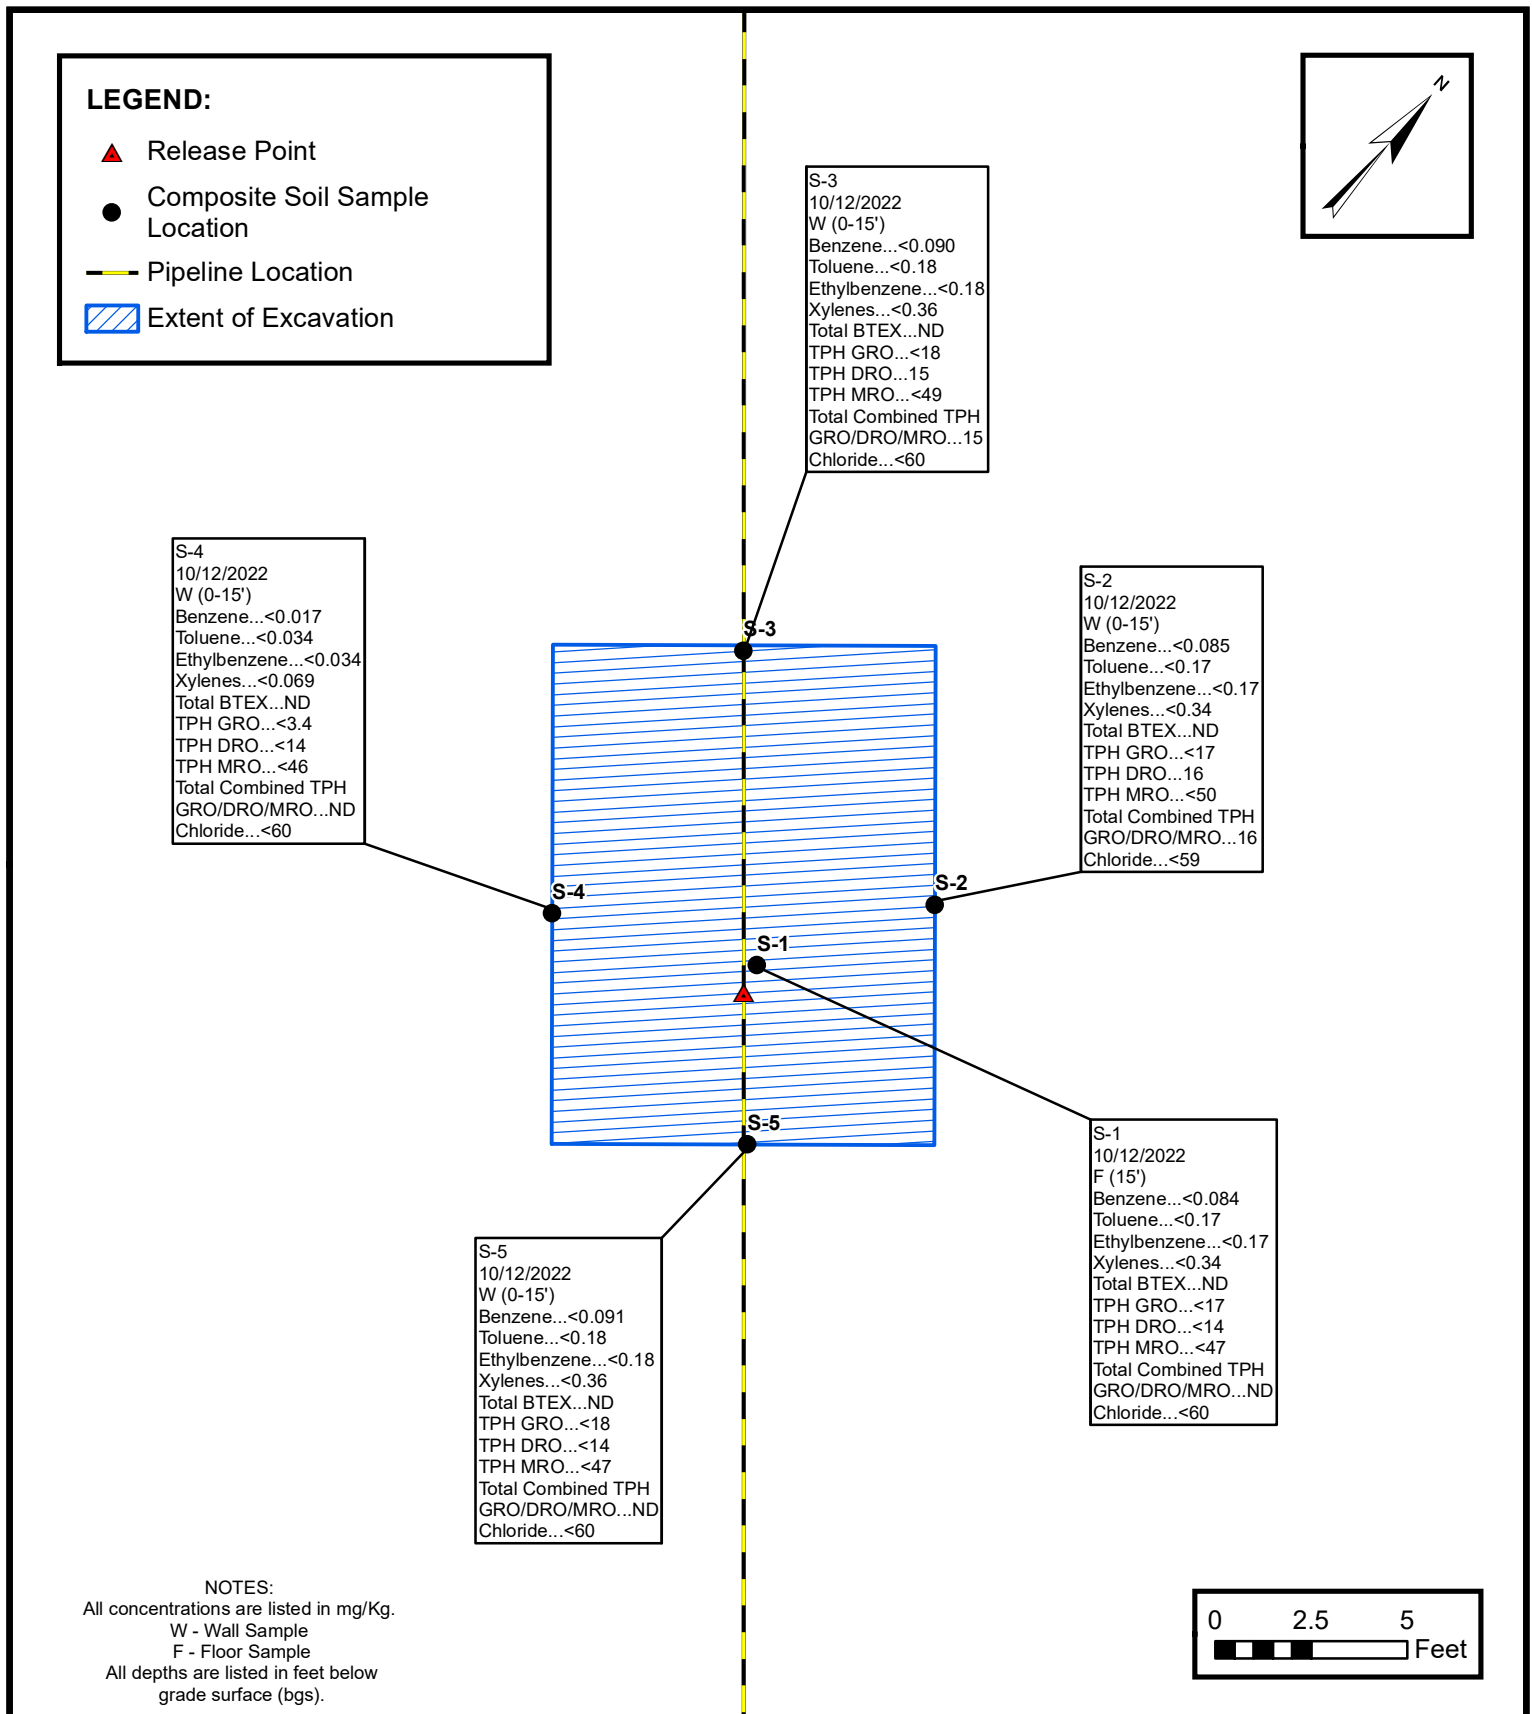 LEGEND:
Release Point
Composite Soil Sample
Location
Pipeline Location
Extent of Excavation
N
S-3
10/12/2022
W (0-15')
Benzene...<0.090
Toluene...<0.18
Ethylbenzene...<0.18
Xylenes...<0.36
Total BTEX...ND
TPH GRO...<18
TPH DRO...15
TPH MRO...<49
Total Combined TPH
GRO/DRO/MRO...15
Chloride...<60
S-4
10/12/2022
W (0-15')
Benzene...<0.017
Toluene...<0.034
Ethylbenzene...<0.034
Xylenes...<0.069
Total BTEX...ND
TPH GRO...<3.4
TPH DRO...<14
TPH MRO...<46
Total Combined TPH
GRO/DRO/MRO...ND
Chloride...<60
S-2
10/12/2022
W (0-15')
Benzene...<0.085
Toluene...<0.17
Ethylbenzene...<0.17
Xylenes...<0.34
Total BTEX...ND
TPH GRO...<17
TPH DRO...16
TPH MRO...<50
Total Combined TPH
GRO/DRO/MRO...16
Chloride...<59
S-3
S-4
S-2
S-1
S-5
S-1
10/12/2022
F (15')
Benzene...<0.084
Toluene...<0.17
Ethylbenzene...<0.17
Xylenes...<0.34
Total BTEX...ND
TPH GRO...<17
TPH DRO...<14
TPH MRO...<47
Total Combined TPH
GRO/DRO/MRO...ND
Chloride...<60
S-5
10/12/2022
W (0-15')
Benzene...<0.091
Toluene...<0.18
Ethylbenzene...<0.18
Xylenes...<0.36
Total BTEX...ND
TPH GRO...<18
TPH DRO...<14
TPH MRO...<47
Total Combined TPH
GRO/DRO/MRO...ND
Chloride...<60
NOTES:
All concentrations are listed in mg/Kg.
W - Wall Sample
F - Floor Sample
All depths are listed in feet below
grade surface (bgs).
0 2.5 5
Feet